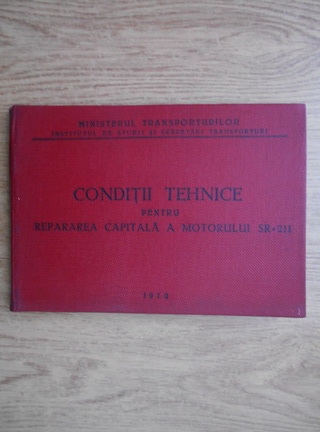 MINISTERUL TRANSPORTURILOR
INSTITUTUL DE STUDII ȘI CERCETĂRI TRANSPORTURI
CONDIȚII TEHNICE
PENTRU
REPARAREA CAPITALĂ A MOTORULUI SR-211